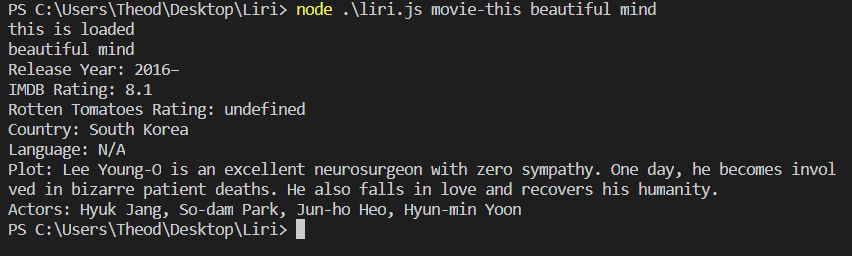 PS C:\Users\Theod\Desktop\Liri> node .\liri.js movie-this beautiful mind
this is loaded
beautiful mind
Release Year: 2016–
IMDB Rating: 8.1
Rotten Tomatoes Rating: undefined
Country: South Korea
Language: N/A
Plot: Lee Young-O is an excellent neurosurgeon with zero sympathy. One day, he becomes invol
ved in bizarre patient deaths. He also falls in love and recovers his humanity.
Actors: Hyuk Jang, So-dam Park, Jun-ho Heo, Hyun-min Yoon
PS C:\Users\Theod\Desktop\Liri>